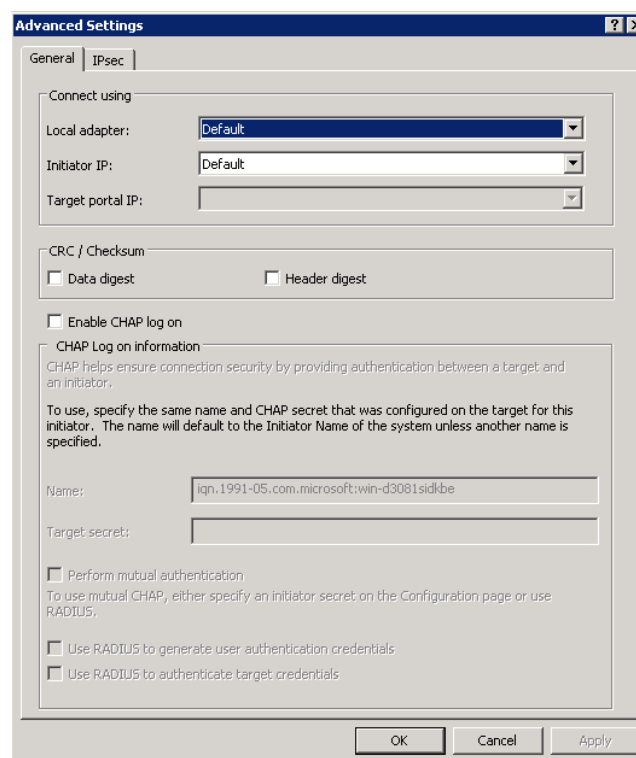 Advanced Settings
General
IPsec
Connect using
Local adapter:
Default
Initiator IP:
Default
Target portal IP:
CRC / Checksum
Data digest
Header digest
Enable CHAP log on
CHAP Log on information
CHAP helps ensure connection security by providing authentication between a target and
an initiator.
To use, specify the same name and CHAP secret that was configured on the target for this
initiator. The name will default to the Initiator Name of the system unless another name is
specified.
Name:
iqn.1991-05.com.microsoft:win-d3081sidkbe
Target secret:
Perform mutual authentication
To use mutual CHAP, either specify an initiator secret on the Configuration page or use
RADIUS.
Use RADIUS to generate user authentication credentials
Use RADIUS to authenticate target credentials
OK
Cancel
Apply